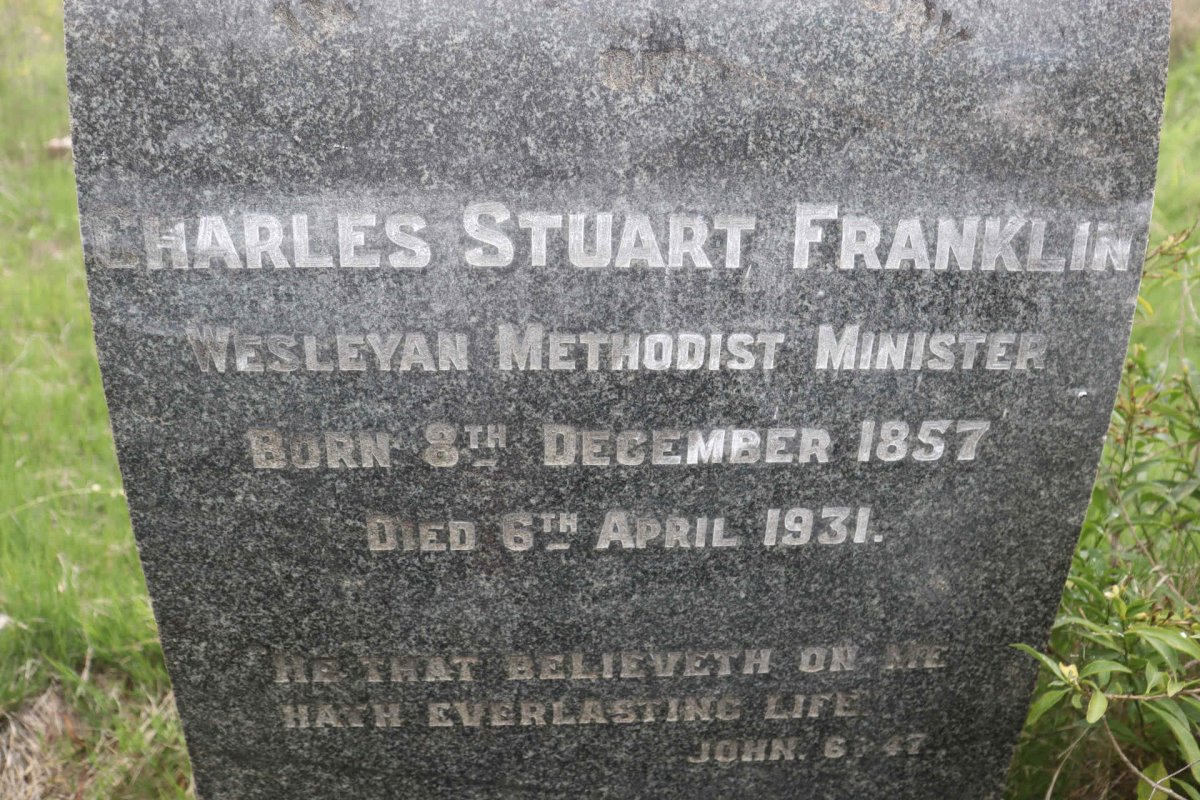 CHARLES STUART FRANKLIN
WESLEYAN METHODIST MINISTER
BORN 8TH DECEMBER 1857
DIED 6TH APRIL 1931.
"HE THAT BELIEVETH ON ME
HATH EVERLASTING LIFE."
JOHN. 6. 47.